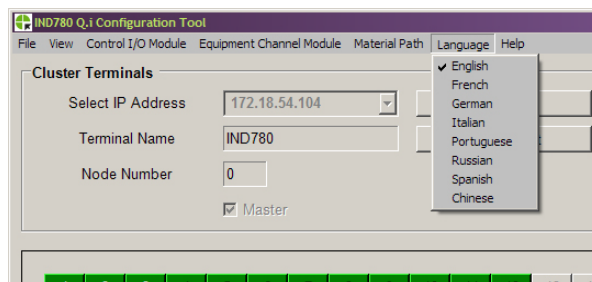 IND780 Q.i Configuration Tool
File View Control I/O Module Equipment Channel Module Material Path Language Help
Cluster Terminals
Select IP Address 172.18.54.104
Terminal Name IND780
Node Number 0
Master
English
French
German
Italian
Portuguese
Russian
Spanish
Chinese